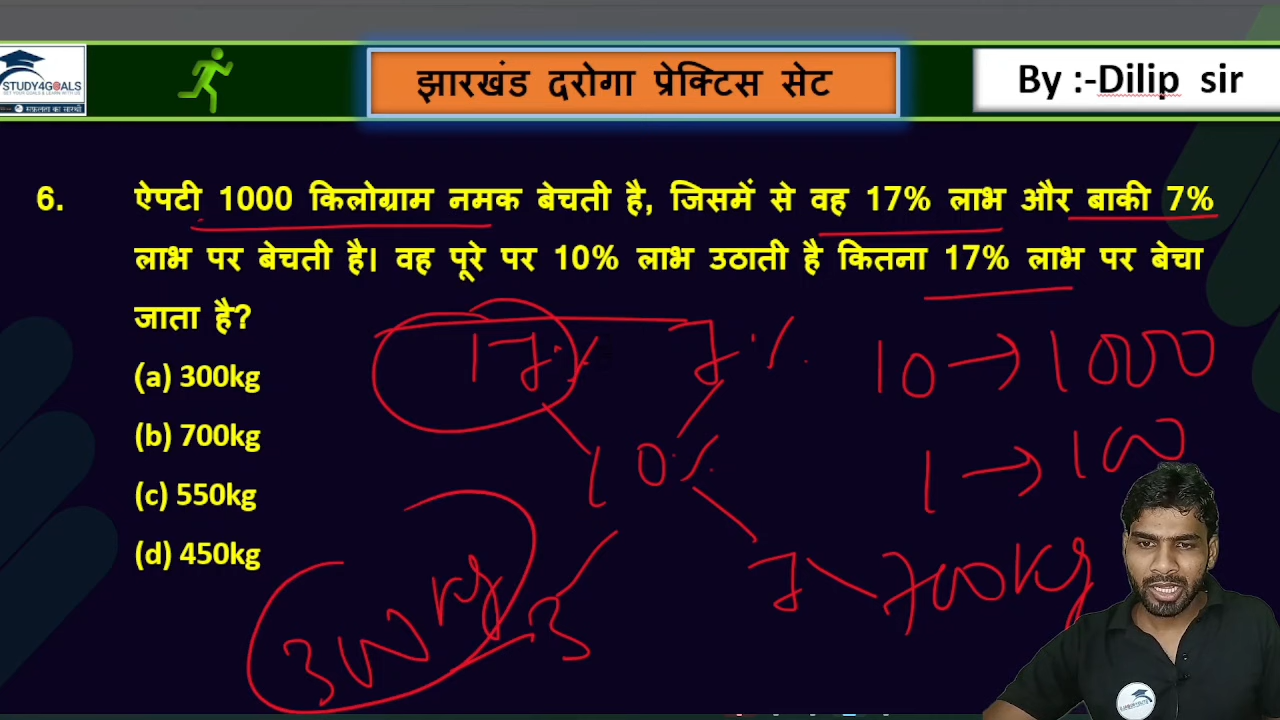 STUDY4GOALS
सफलता का सारथी
झारखंड दरोगा प्रेक्टिस सेट
By :-Dilip sir
6. ऐपटी 1000 किलोग्राम नमक बेचती है, जिसमें से वह 17% लाभ और बाकी 7%
लाभ पर बेचती है। वह पूरे पर 10% लाभ उठाती है कितना 17% लाभ पर बेचा
जाता है?
(a) 300kg
(b) 700kg
(c) 550kg
(d) 450kg
17% 7%
10%
3 7
300kg
700kg
10 → 1000
1 → 100